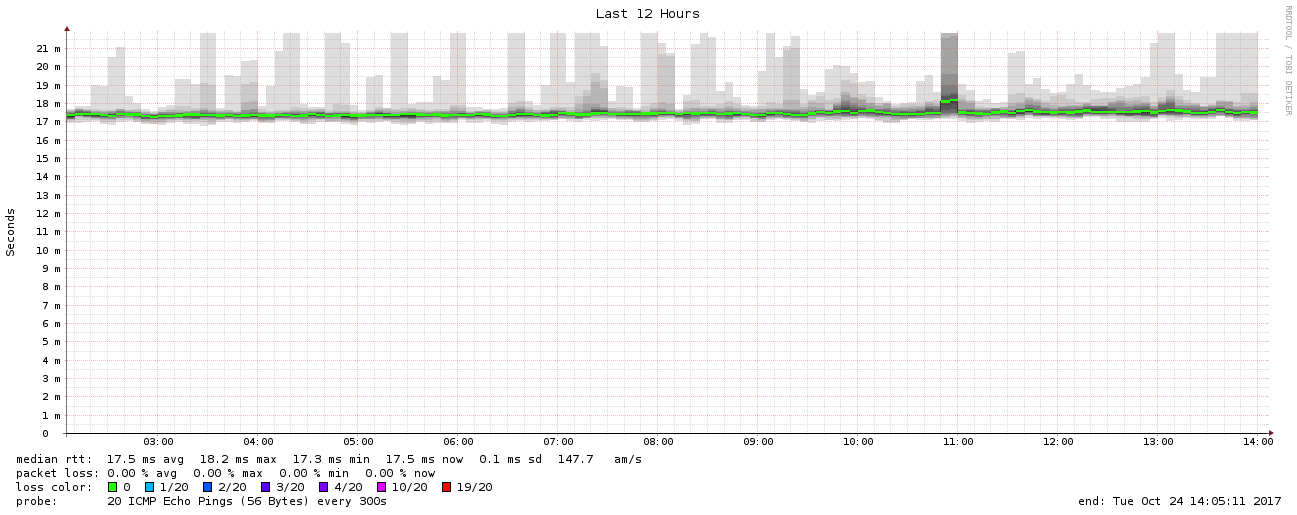 Last 12 Hours
RRDTOOL / TOBI OETIKER
Seconds
21 m
20 m
19 m
18 m
17 m
16 m
15 m
14 m
13 m
12 m
11 m
10 m
9 m
8 m
7 m
6 m
5 m
4 m
3 m
2 m
1 m
0
03:00 04:00 05:00 06:00 07:00 08:00 09:00 10:00 11:00 12:00 13:00 14:00
median rtt: 17.5 ms avg 18.2 ms max 17.3 ms min 17.5 ms now 0.1 ms sd 147.7 am/s
packet loss: 0.00 % avg 0.00 % max 0.00 % min 0.00 % now
loss color: 0 1/20 2/20 3/20 4/20 10/20 19/20
probe: 20 ICMP Echo Pings (56 Bytes) every 300s end: Tue Oct 24 14:05:11 2017